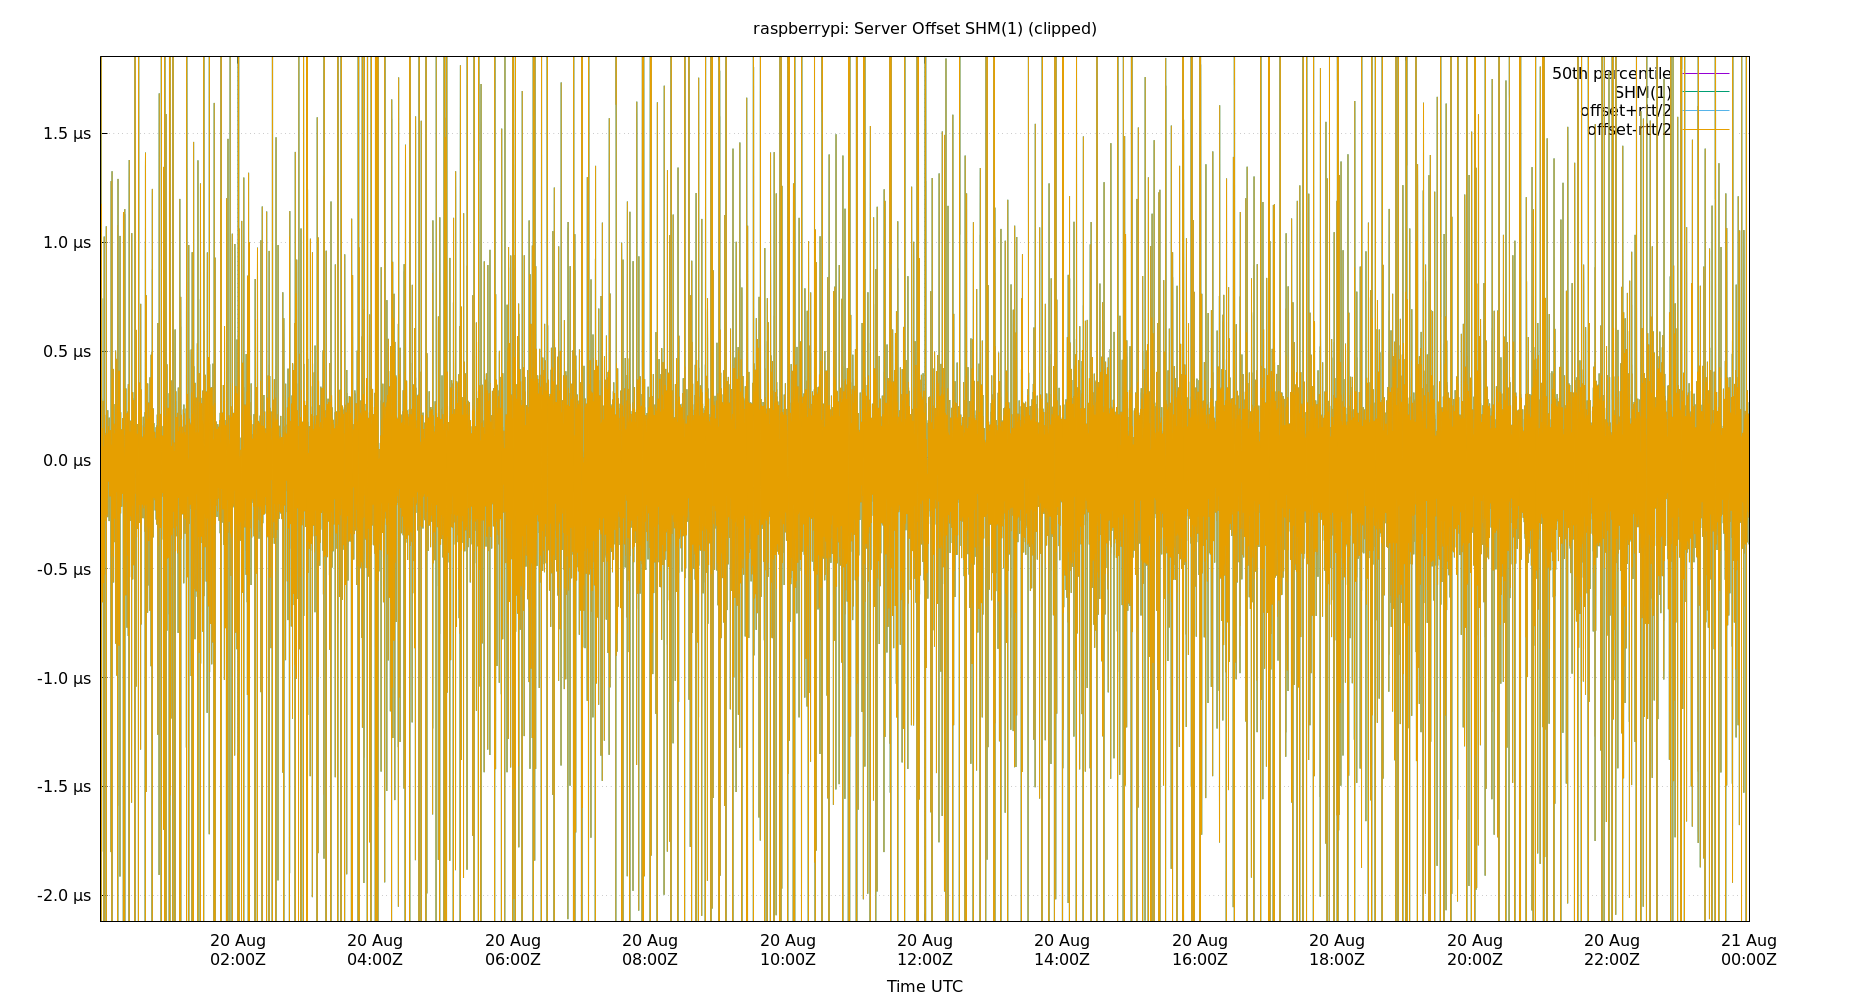 raspberrypi: Server Offset SHM(1) (clipped)
50th percentile
SHM(1)
offset+rtt/2
offset-rtt/2
1.5 µs
1.0 µs
0.5 µs
0.0 µs
-0.5 µs
-1.0 µs
-1.5 µs
-2.0 µs
20 Aug 20 Aug 20 Aug 20 Aug 20 Aug 20 Aug 20 Aug 20 Aug 20 Aug 20 Aug 20 Aug 21 Aug
02:00Z 04:00Z 06:00Z 08:00Z 10:00Z 12:00Z 14:00Z 16:00Z 18:00Z 20:00Z 22:00Z 00:00Z
Time UTC